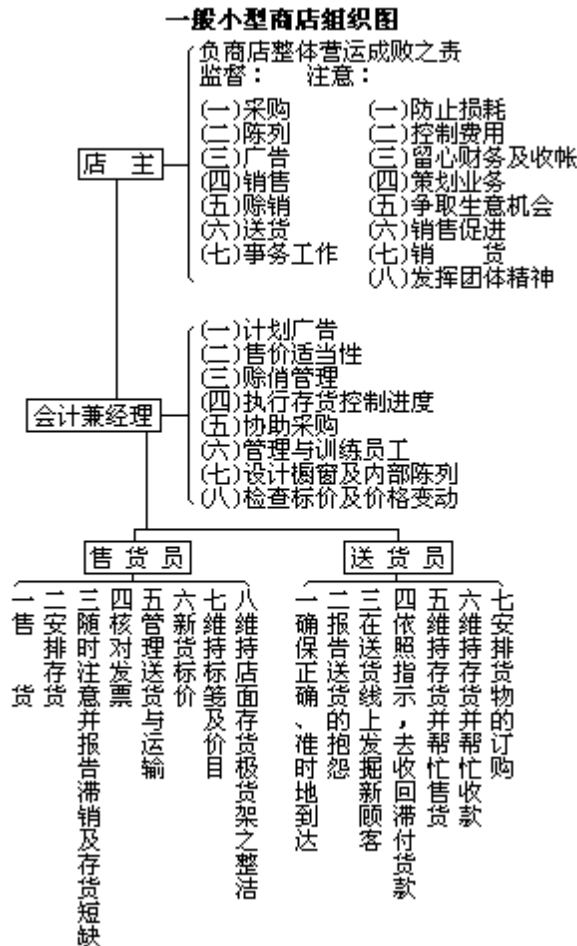 一般小型商店组织图
负商店整体营运成败之责
监督： 注意：
店 主
(一)采购
(二)陈列
(三)广告
(四)销售
(五)赊销
(六)送货
(七)事务工作
(一)防止损耗
(二)控制费用
(三)留心财务及收帐
(四)策划业务
(五)争取生意机会
(六)销售促进
(七)销 货
(八)发挥团体精神
会计兼经理
(一)计划广告
(二)售价适当性
(三)赊俏管理
(四)执行存货控制进度
(五)协助采购
(六)管理与训练员工
(七)设计橱窗及内部陈列
(八)检查标价及价格变动
售 货 员
一售 货
二安排存货
三随时注意并报告滞销及存货短缺
四核对发票
五管理送货与运输
六新货标价
七维持标笺及价目
八维持店面存货极货架之整洁
送 货 员
一确保正确、准时地到达
二报告送货的抱怨
三在送货线上发掘新顾客
四依照指示，去收回滞付货款
五维持存货并帮忙售货
六维持存货并帮忙收款
七安排货物的订购